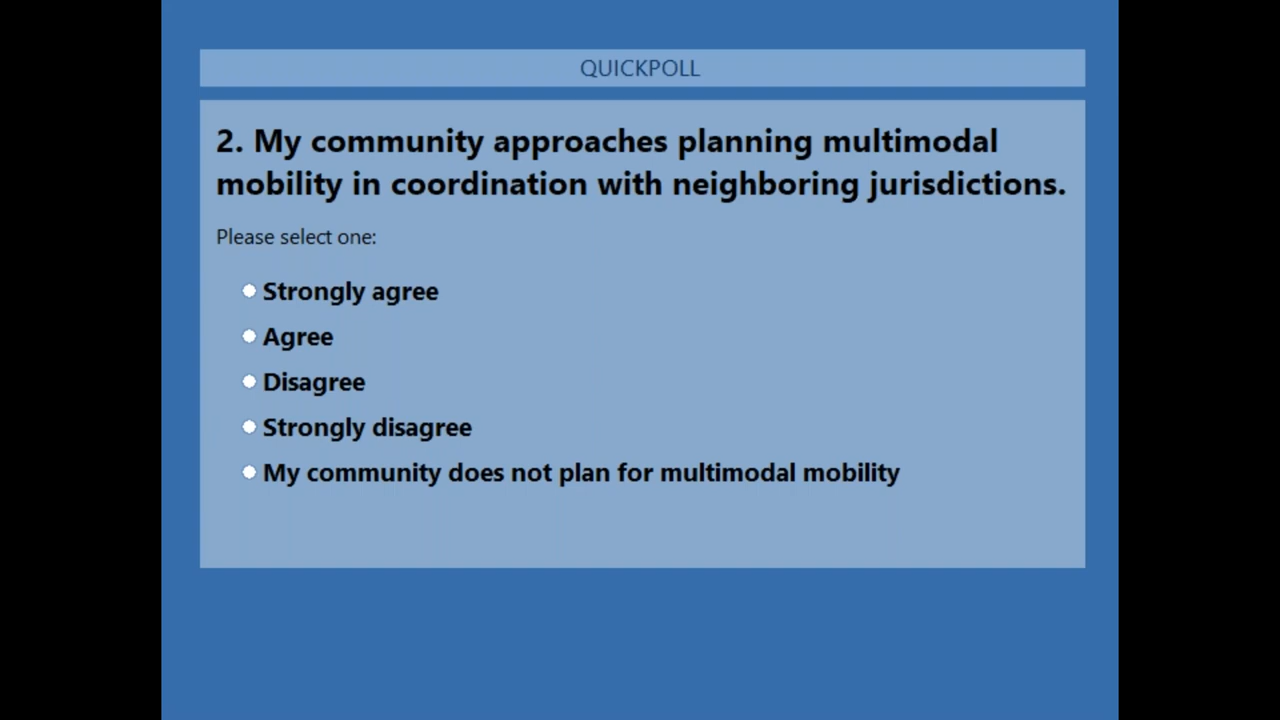 QUICKPOLL
2. My community approaches planning multimodal
mobility in coordination with neighboring jurisdictions.
Please select one:
Strongly agree
Agree
Disagree
Strongly disagree
My community does not plan for multimodal mobility